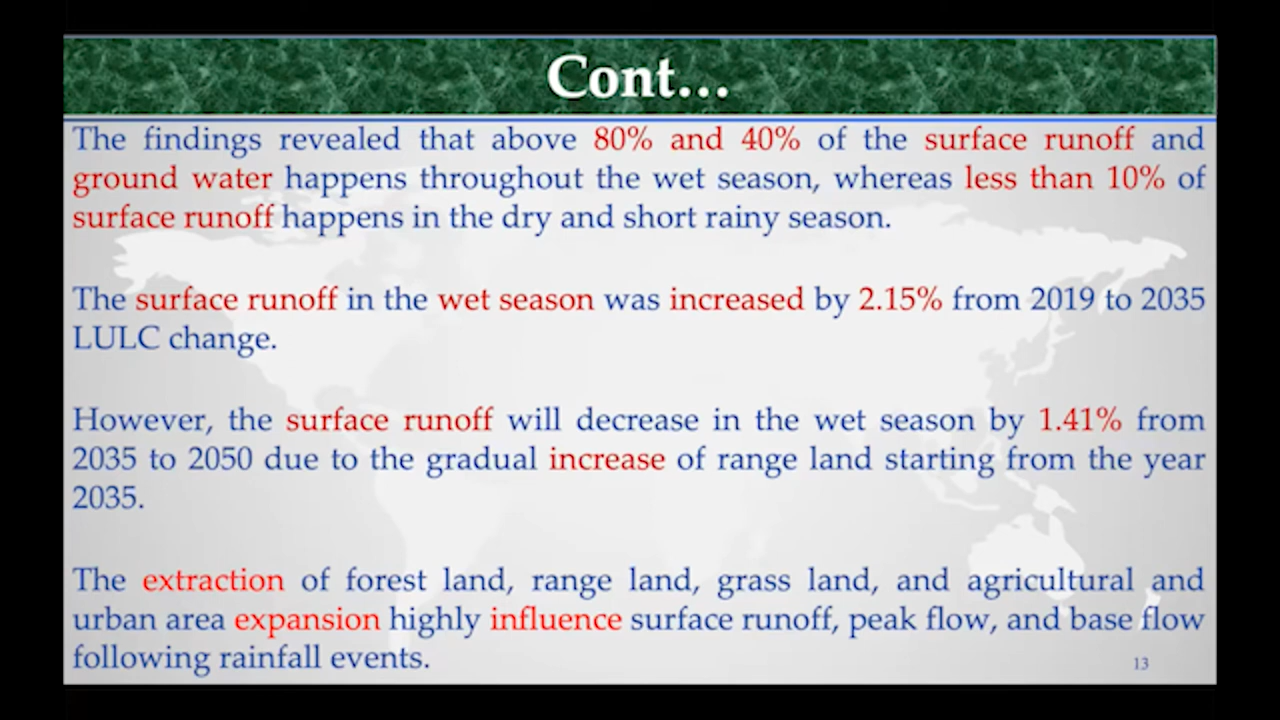 Cont...
The findings revealed that above 80% and 40% of the surface runoff and
ground water happens throughout the wet season, whereas less than 10% of
surface runoff happens in the dry and short rainy season.
The surface runoff in the wet season was increased by 2.15% from 2019 to 2035
LULC change.
However, the surface runoff will decrease in the wet season by 1.41% from
2035 to 2050 due to the gradual increase of range land starting from the year
2035.
The extraction of forest land, range land, grass land, and agricultural and
urban area expansion highly influence surface runoff, peak flow, and base flow
following rainfall events.
13